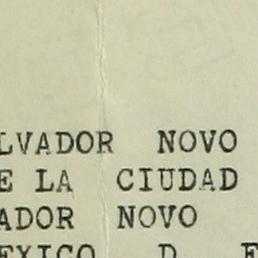 LVADOR NOVO
E LA CIUDAD
ADOR NOVO
EXICO D. F